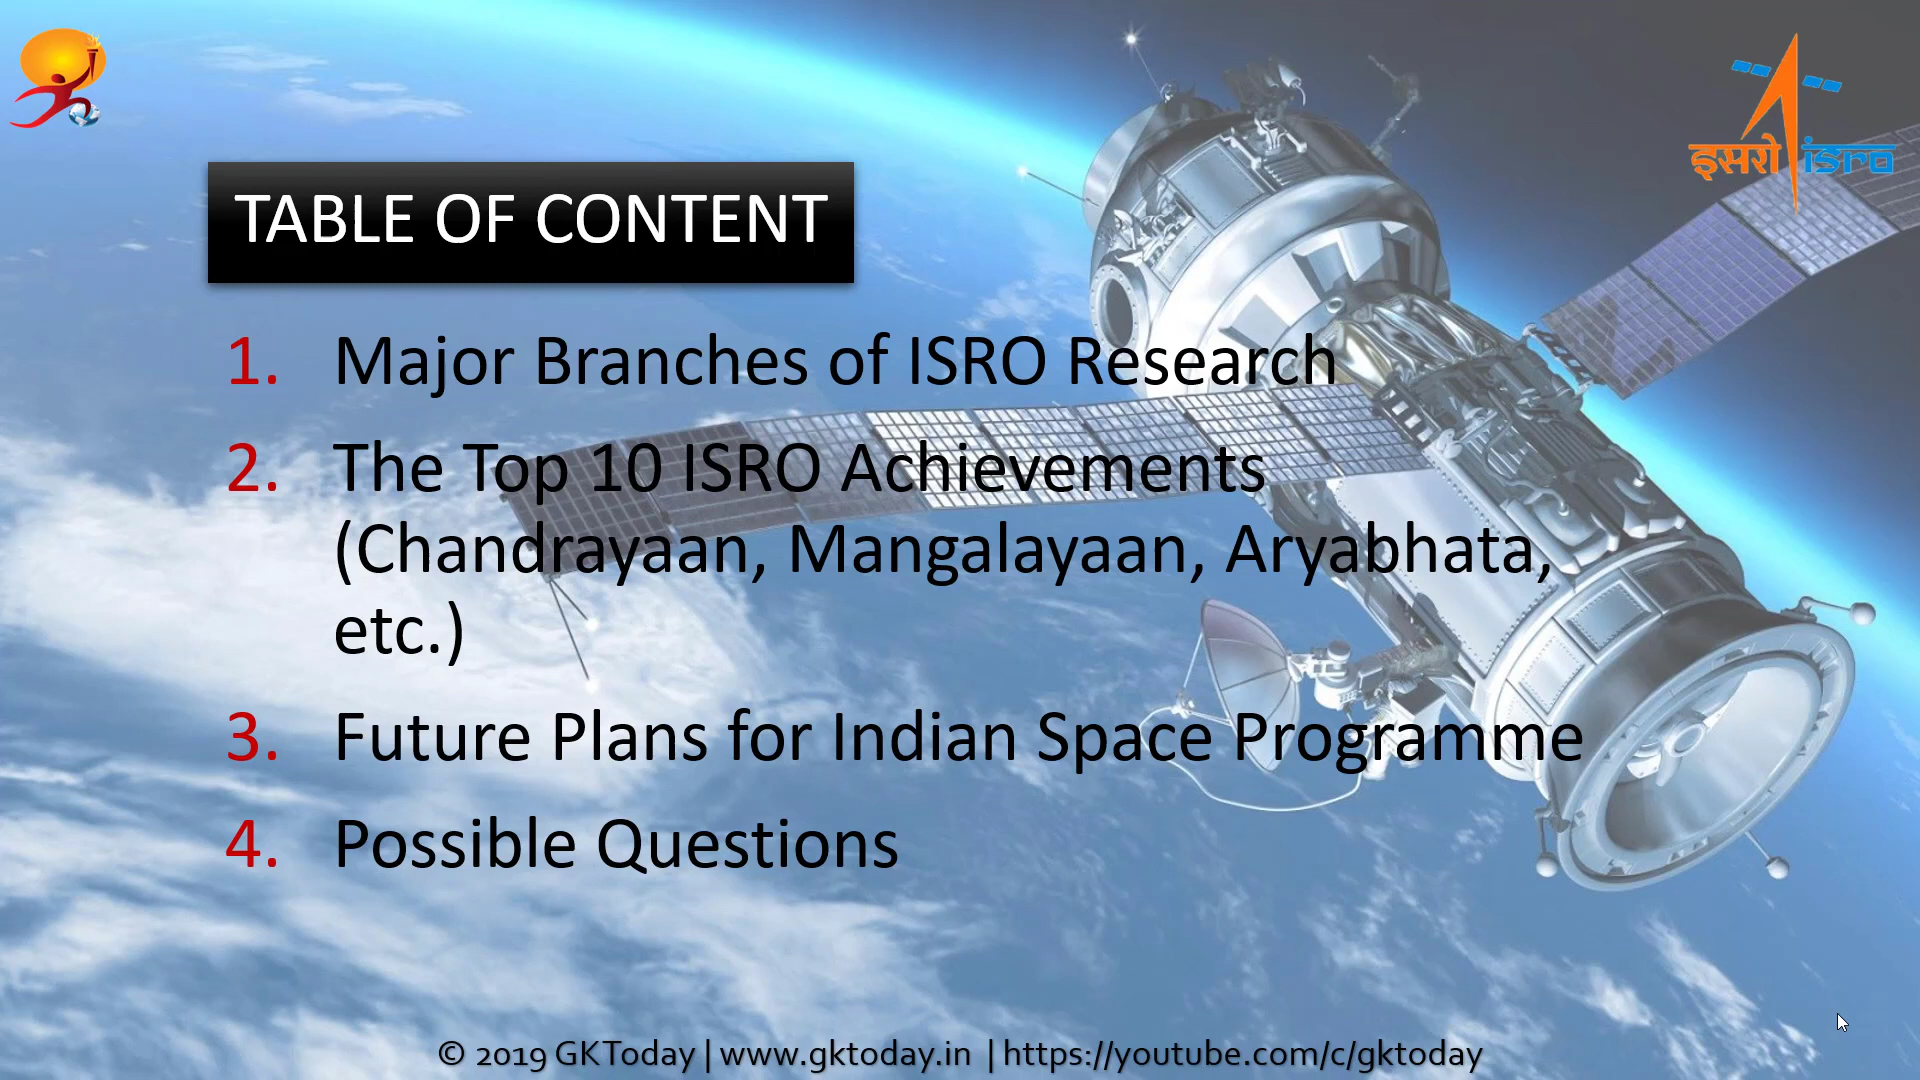 इसरो isro
TABLE OF CONTENT
1. Major Branches of ISRO Research
2. The Top 10 ISRO Achievements
(Chandrayaan, Mangalayaan, Aryabhata,
etc.)
3. Future Plans for Indian Space Programme
4. Possible Questions
© 2019 GKToday | www.gktoday.in | https://youtube.com/c/gktoday